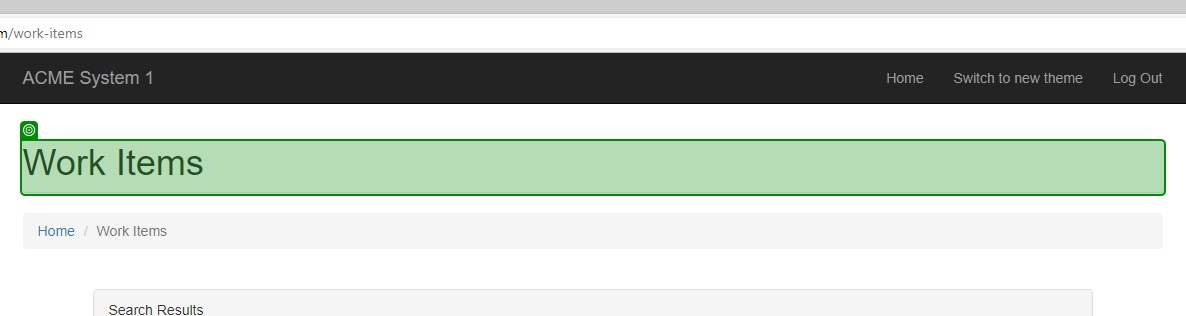 m/work-items
ACME System 1 Home Switch to new theme Log Out
Work Items
Home / Work Items
Search Results